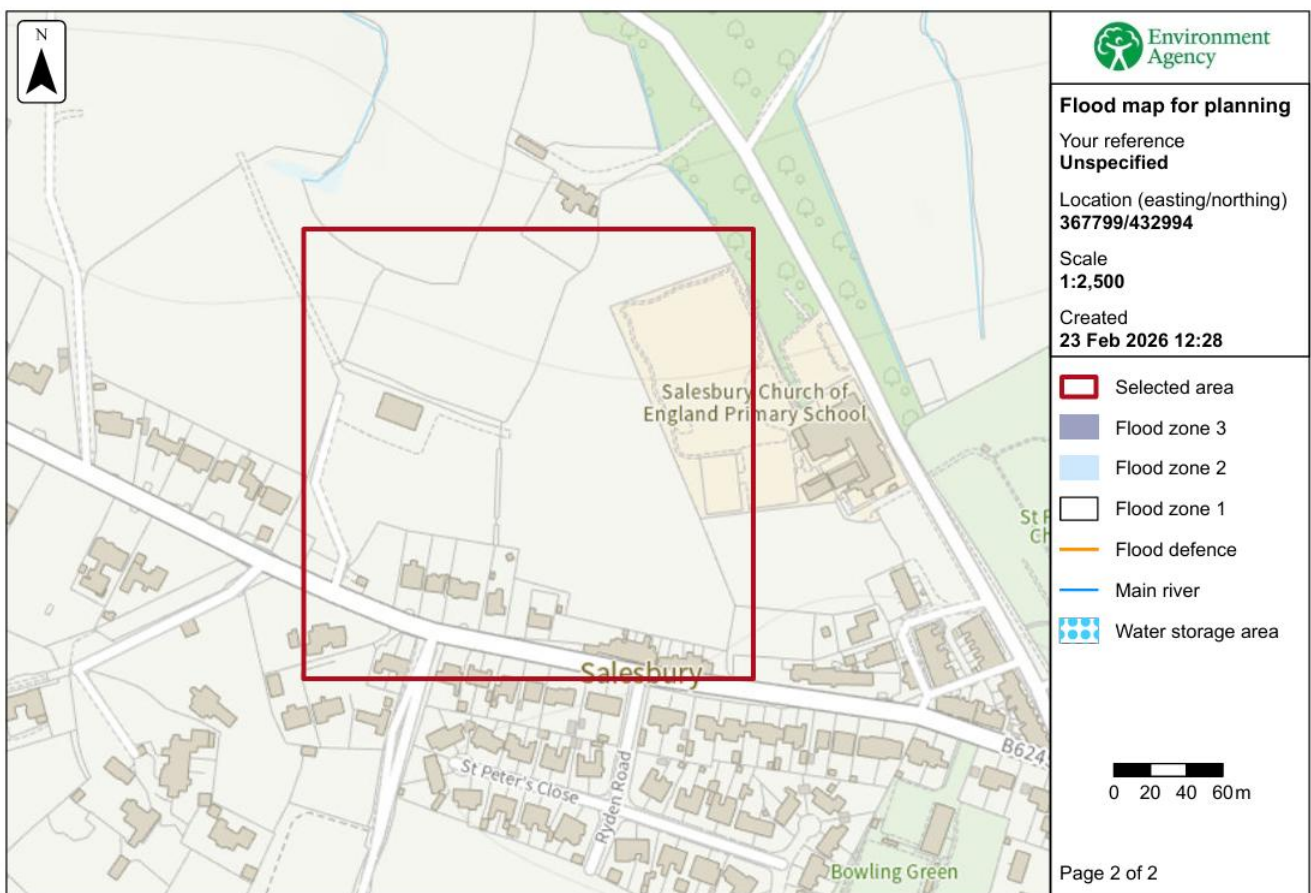 N
Salesbury Church of
England Primary School
Salesbury
St Peter's Close
Ryden Road
Bowling Green
Environment
Agency
Flood map for planning
Your reference
Unspecified
Location (easting/northing)
367799/432994
Scale
1:2,500
Created
23 Feb 2026 12:28
Selected area
Flood zone 3
Flood zone 2
Flood zone 1
Flood defence
Main river
Water storage area
0 20 40 60m
Page 2 of 2